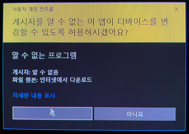 사용자 계정 컨트롤
게시자를 알 수 없는 이 앱이 디바이스를 변
경할 수 있도록 허용하시겠어요?
알 수 없는 프로그램
게시자: 알 수 없음
파일 원본: 인터넷에서 다운로드
자세한 내용 표시
아니요